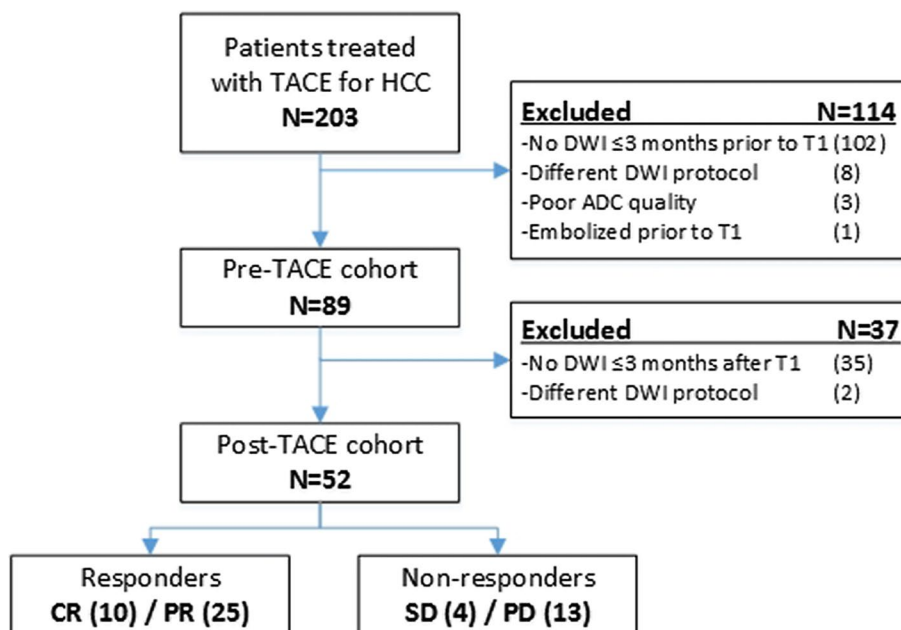 Patients treated
with TACE for HCC
N=203
Excluded N=114
-No DWI ≤3 months prior to T1 (102)
-Different DWI protocol (8)
-Poor ADC quality (3)
-Embolized prior to T1 (1)
Pre-TACE cohort
N=89
Excluded N=37
-No DWI ≤3 months after T1 (35)
-Different DWI protocol (2)
Post-TACE cohort
N=52
Responders
CR (10) / PR (25)
Non-responders
SD (4) / PD (13)